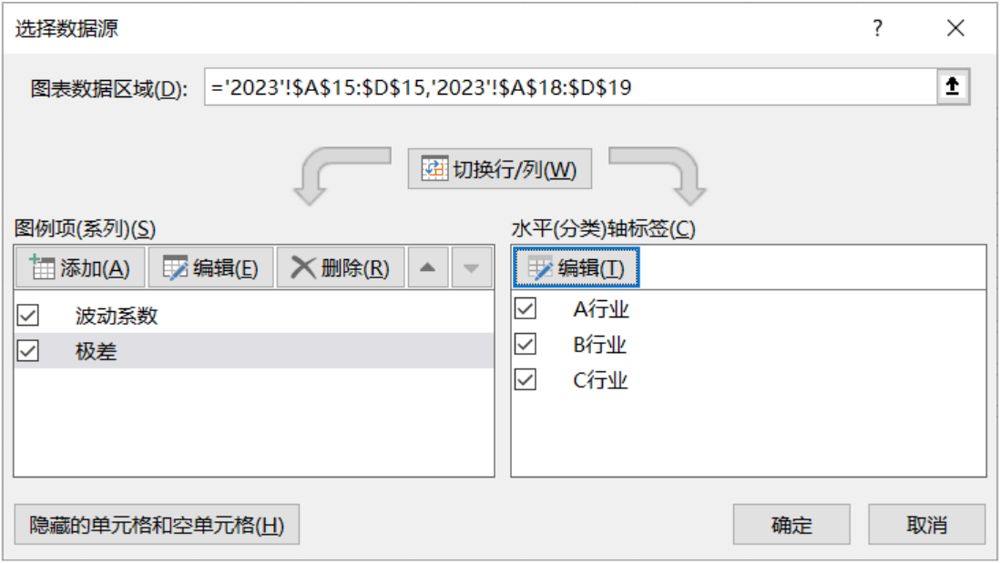 选择数据源 ?
图表数据区域(D): ='2023'!$A$15:$D$15,'2023'!$A$18:$D$19
切换行/列(W)
图例项(系列)(S)
添加(A) 编辑(E) 删除(R)
波动系数
极差
水平(分类)轴标签(C)
编辑(T)
A行业
B行业
C行业
隐藏的单元格和空单元格(H) 确定 取消